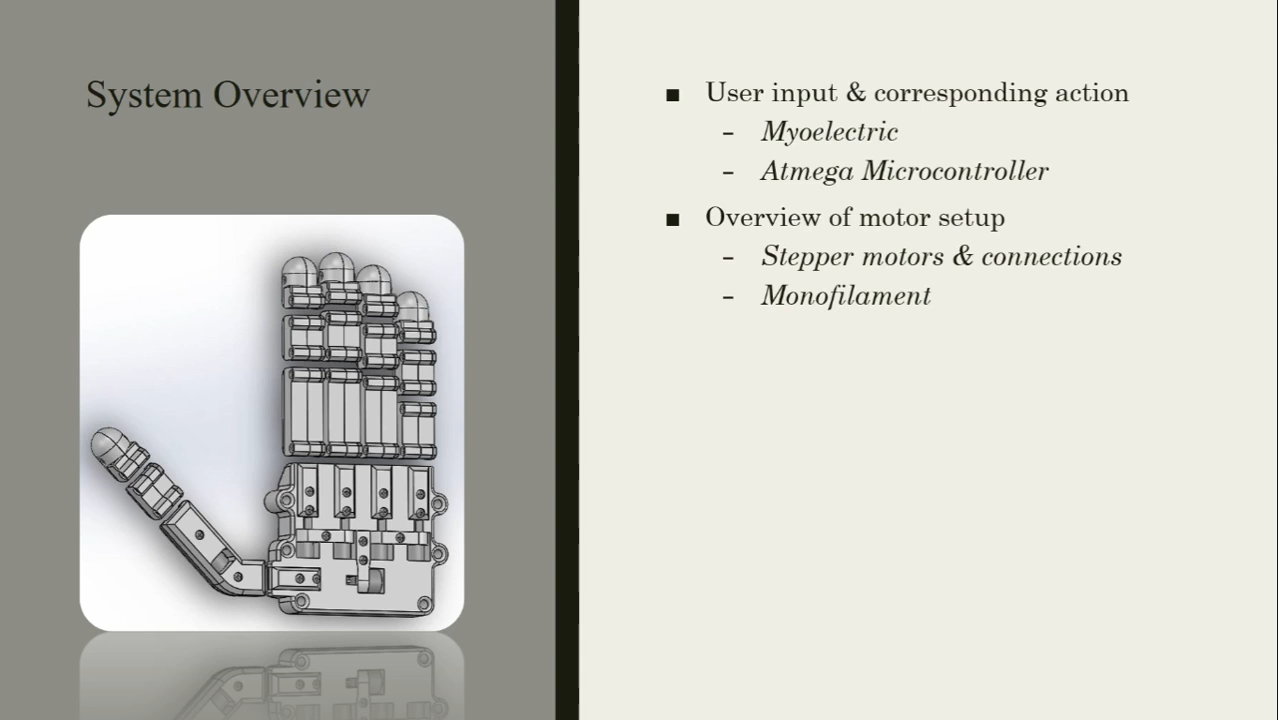 System Overview
■ User input & corresponding action
– Myoelectric
– Atmega Microcontroller
■ Overview of motor setup
– Stepper motors & connections
– Monofilament